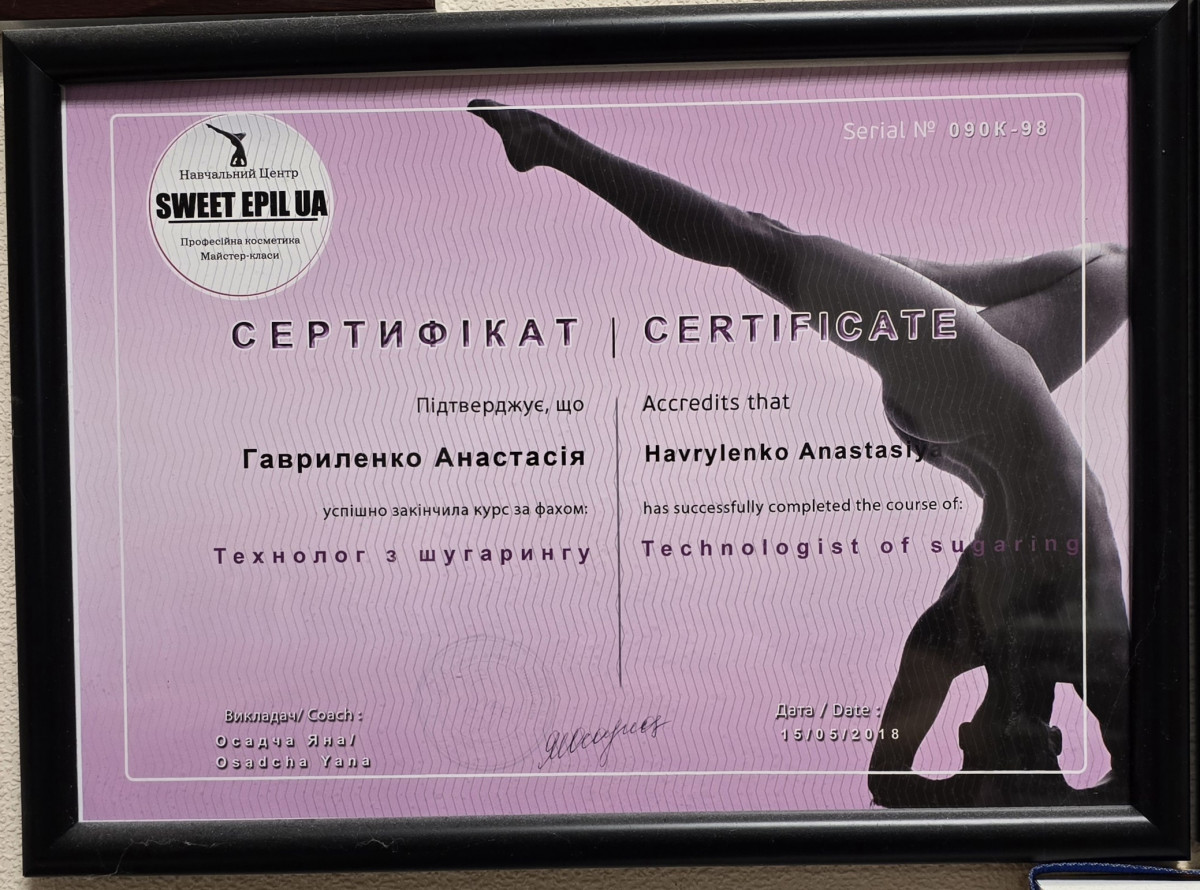 Serial № 090K-98
Навчальний Центр
SWEET EPIL UA
Професійна косметика
Майстер-класи
СЕРТИФІКАТ | CERTIFICATE
Підтверджує, що
Гавриленко Анастасія
успішно закінчила курс за фахом:
Технолог з шугарингу
Accredits that
Havrylenko Anastasiya
has successfully completed the course of:
Technologist of sugaring
Викладач/ Coach :
Осадча Яна/
Osadcha Yana
Дата / Date :
15/05/2018